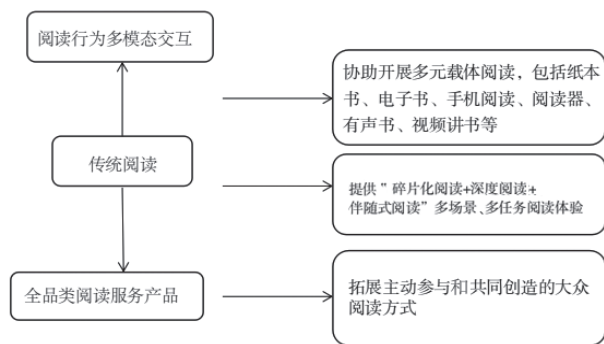 阅读行为多模态交互
协助开展多元载体阅读，包括纸本
书、电子书、手机阅读、阅读器、
有声书、视频讲书等
传统阅读
提供“碎片化阅读+深度阅读+
伴随式阅读”多场景、多任务阅读体验
全品类阅读服务产品
拓展主动参与和共同创造的大众
阅读方式